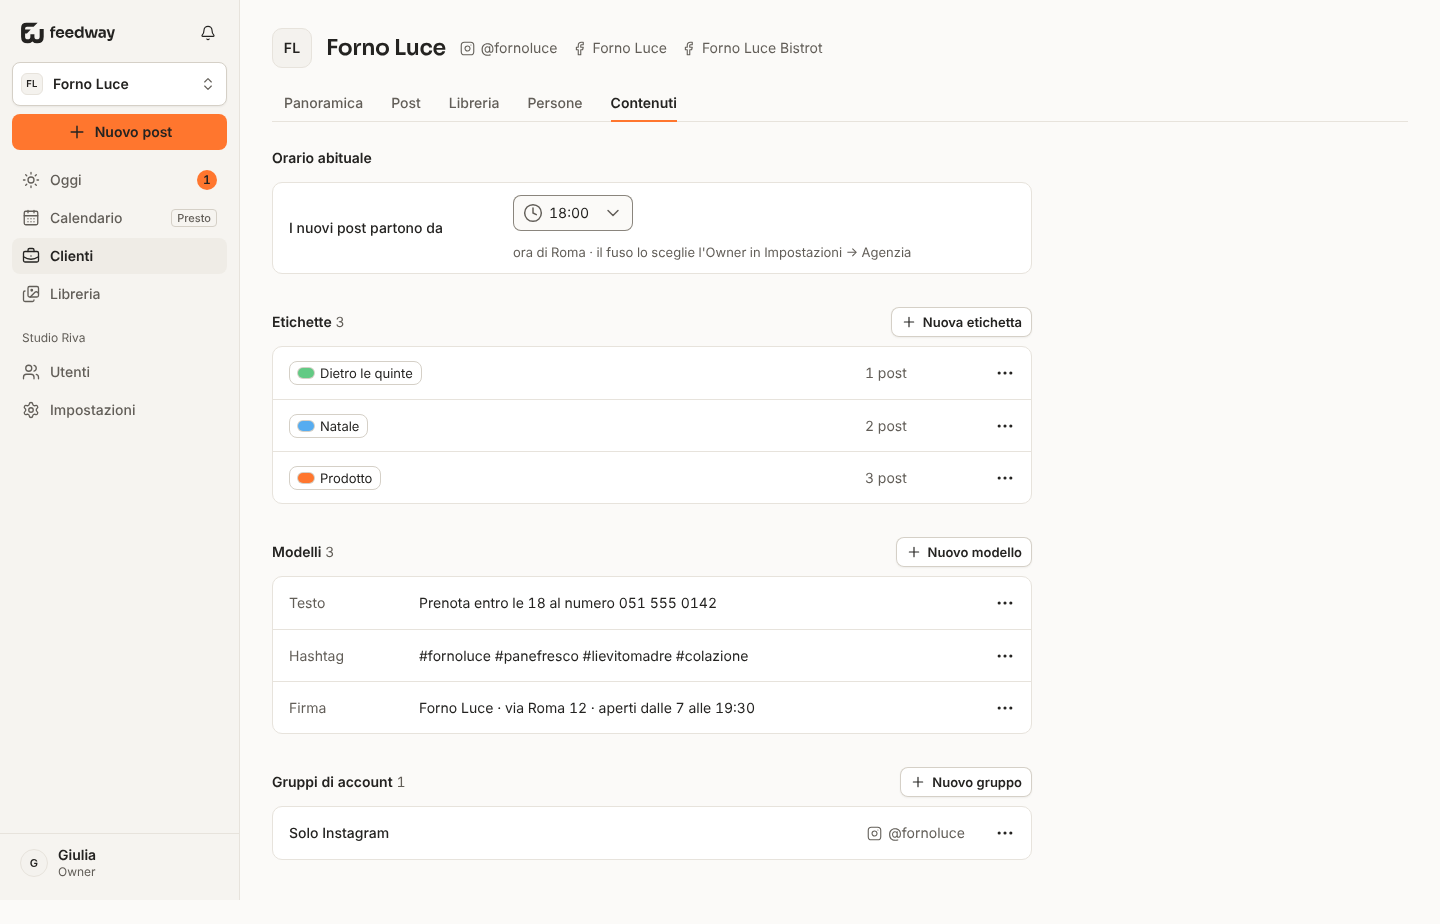 feedway
FL Forno Luce
Nuovo post
Oggi 1
Calendario Presto
Clienti
Libreria
Studio Riva
Utenti
Impostazioni
G Giulia
Owner
FL Forno Luce @fornoluce Forno Luce Forno Luce Bistrot
Panoramica Post Libreria Persone Contenuti
Orario abituale
I nuovi post partono da 18:00
ora di Roma · il fuso lo sceglie l'Owner in Impostazioni → Agenzia
Etichette 3 Nuova etichetta
Dietro le quinte 1 post
Natale 2 post
Prodotto 3 post
Modelli 3 Nuovo modello
Testo Prenota entro le 18 al numero 051 555 0142
Hashtag #fornoluce #panefresco #lievitomadre #colazione
Firma Forno Luce · via Roma 12 · aperti dalle 7 alle 19:30
Gruppi di account 1 Nuovo gruppo
Solo Instagram @fornoluce